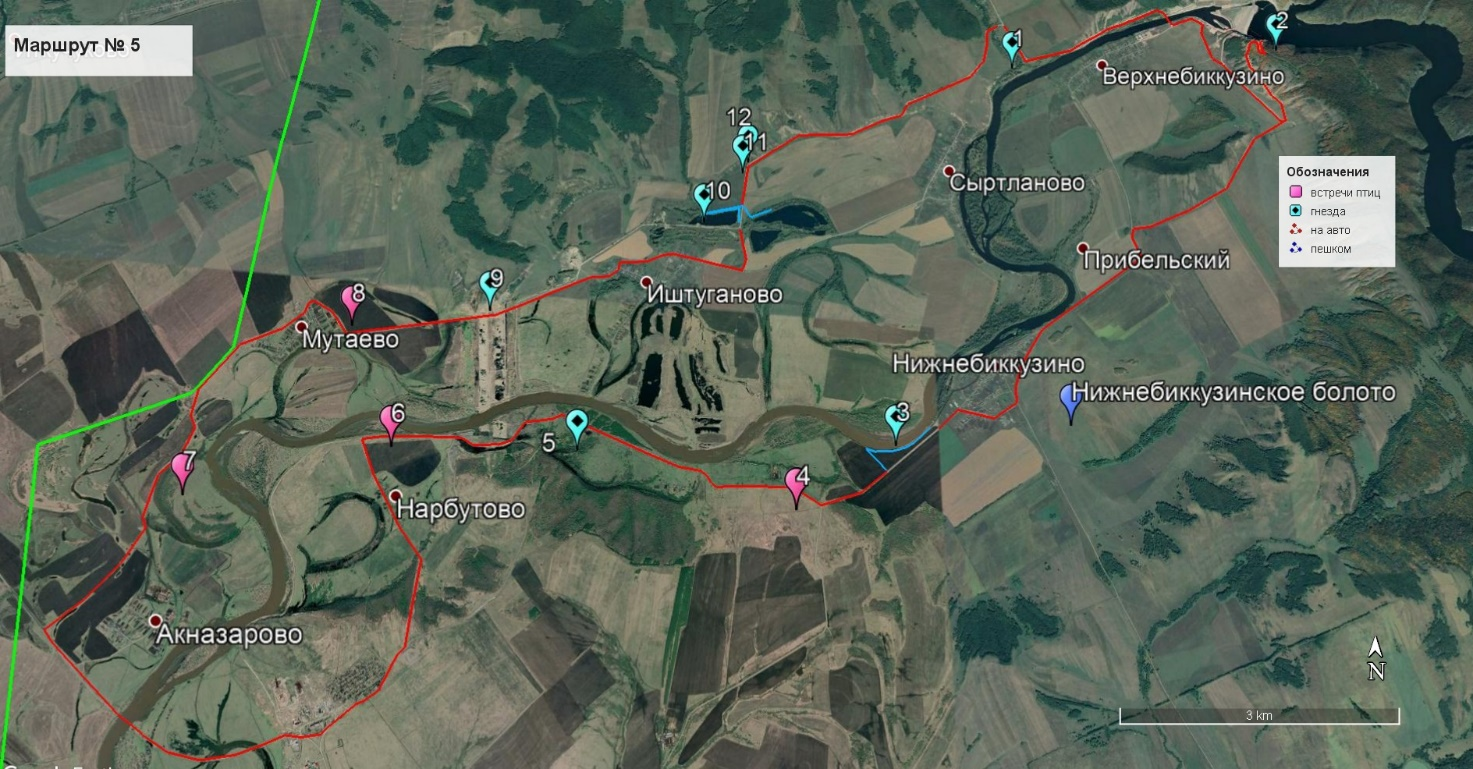 Маршрут № 5
1
2
Верхнебиккузино
12
11
10
Сыртланово
Обозначения
встречи птиц
гнезда
на авто
пешком
Прибельский
9
8
Иштуганово
Мутаево
Нижнебиккузино
Нижнебиккузинское болото
6
3
5
7
4
Нарбутово
Акназарово
N
3 km